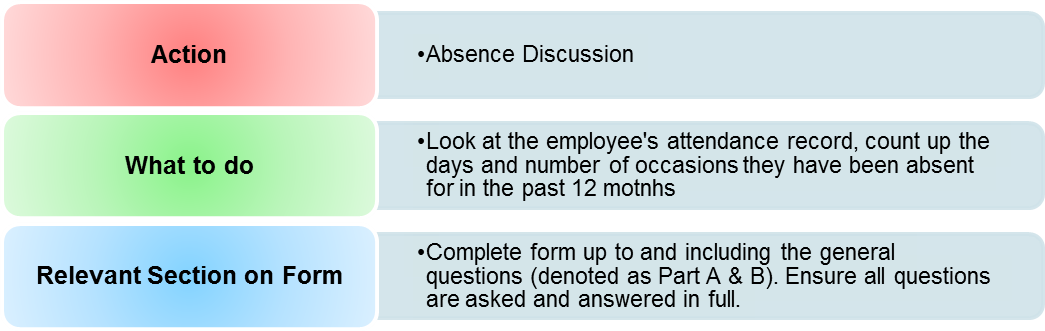 Action
•Absence Discussion
What to do
•Look at the employee's attendance record, count up the
days and number of occasions they have been absent
for in the past 12 motnhs
Relevant Section on Form
•Complete form up to and including the general
questions (denoted as Part A & B). Ensure all questions
are asked and answered in full.